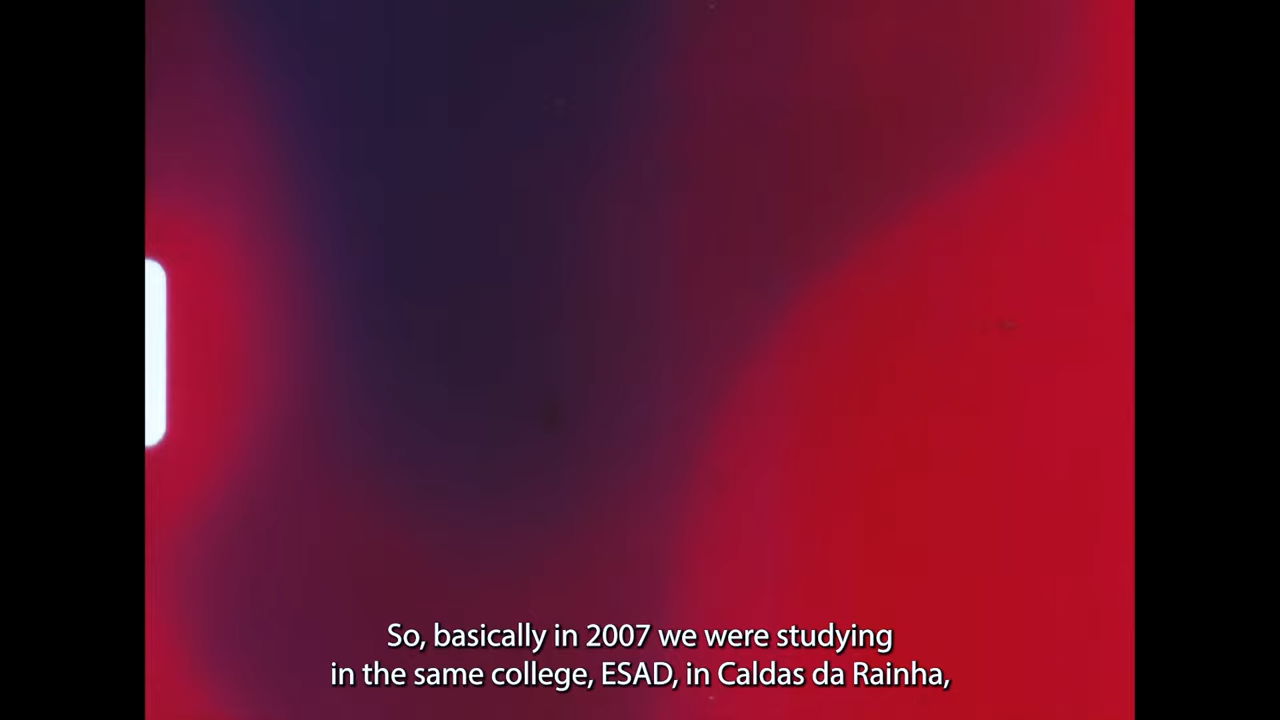 So, basically in 2007 we were studying
in the same college, ESAD, in Caldas da Rainha,